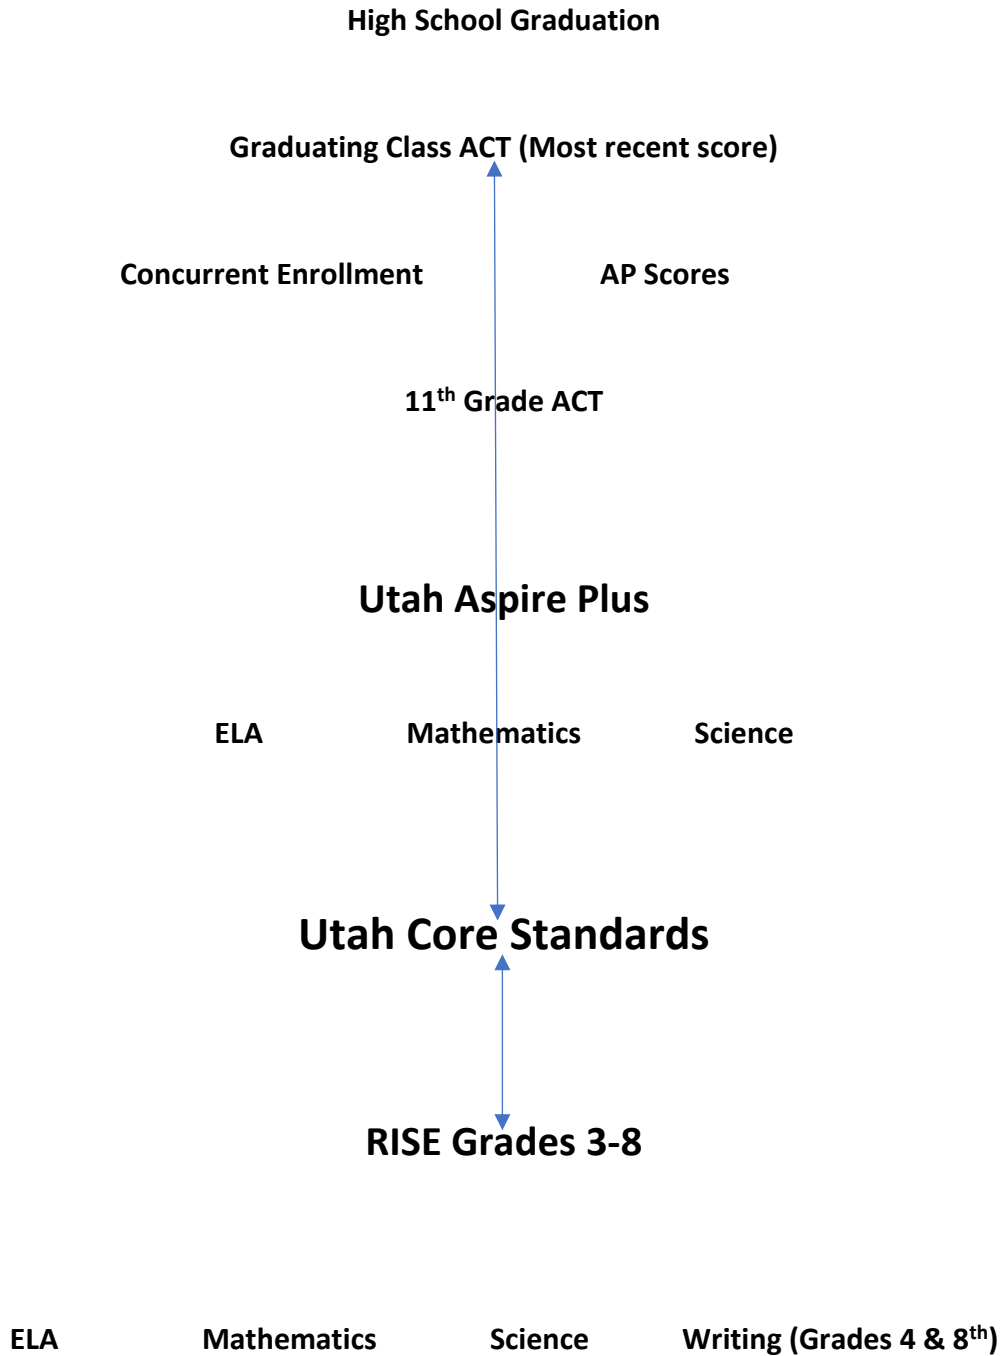 High School Graduation
Graduating Class ACT (Most recent score)
Concurrent Enrollment AP Scores
11th Grade ACT
Utah Aspire Plus
ELA Mathematics Science
Utah Core Standards
RISE Grades 3-8
ELA Mathematics Science Writing (Grades 4 & 8th)